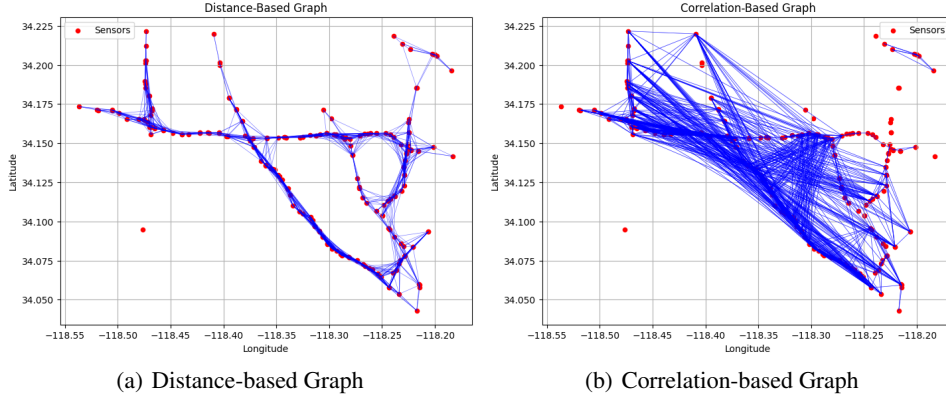 Distance-Based Graph
Sensors
34.225
34.200
34.175
34.150
34.125
34.100
34.075
34.050
Latitude
−118.55 −118.50 −118.45 −118.40 −118.35 −118.30 −118.25 −118.20
Longitude
(a) Distance-based Graph
Correlation-Based Graph
Sensors
34.225
34.200
34.175
34.150
34.125
34.100
34.075
34.050
Latitude
−118.55 −118.50 −118.45 −118.40 −118.35 −118.30 −118.25 −118.20
Longitude
(b) Correlation-based Graph